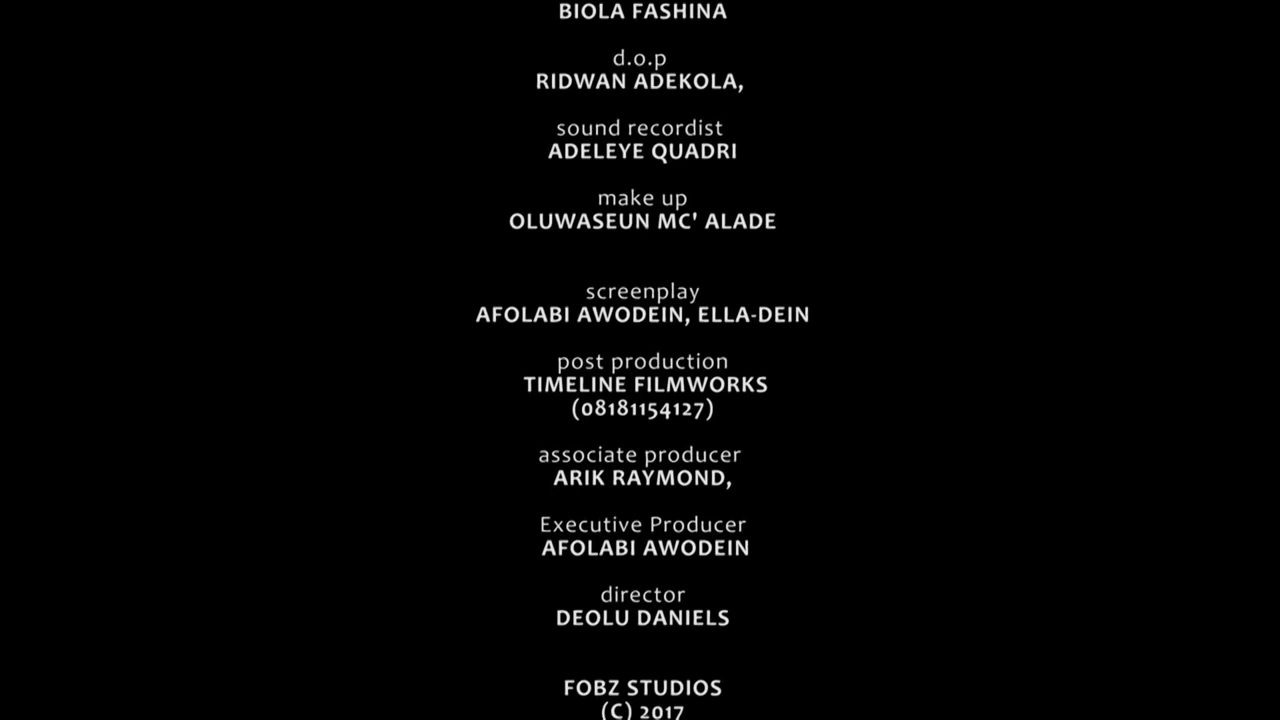 BIOLA FASHINA
d.o.p
RIDWAN ADEKOLA,
sound recordist
ADELEYE QUADRI
make up
OLUWASEUN MC' ALADE
screenplay
AFOLABI AWODEIN, ELLA-DEIN
post production
TIMELINE FILMWORKS
(08181154127)
associate producer
ARIK RAYMOND,
Executive Producer
AFOLABI AWODEIN
director
DEOLU DANIELS
FOBZ STUDIOS
(C) 2017